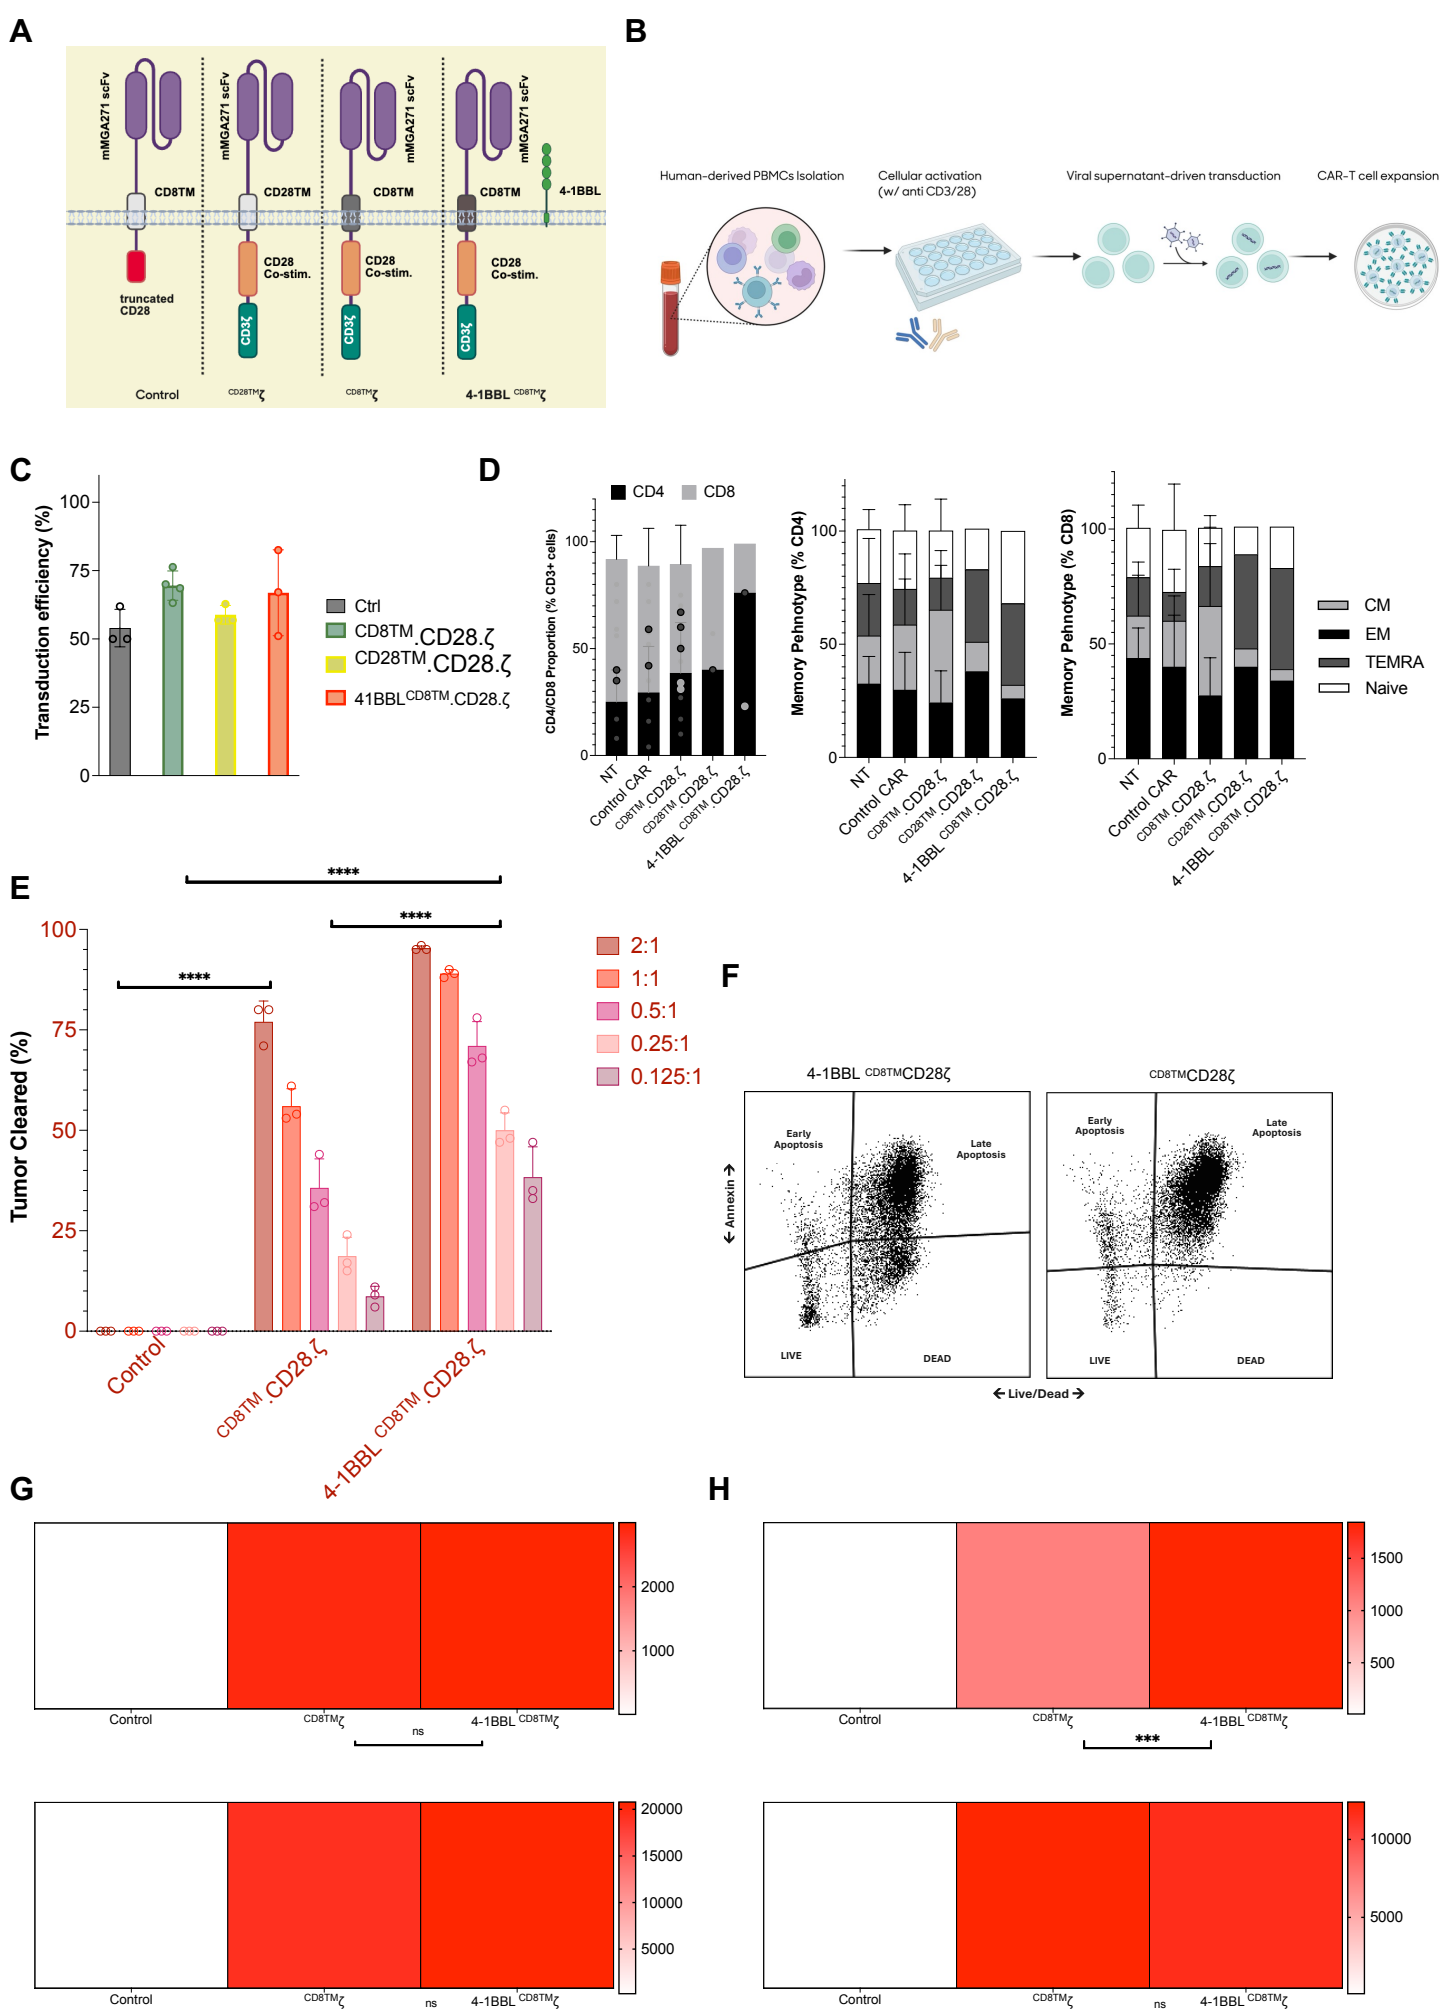 A
mMGA271 scFv
mMGA271 scFv
mMGA271 scFv
mMGA271 scFv
CD8TM
CD28TM
CD8TM
CD8TM
4-1BBL
truncated
CD28
CD28
Co-stim.
CD28
Co-stim.
CD28
Co-stim.
CD3ζ
CD3ζ
CD3ζ
Control
CD28TMζ
CD8TMζ
4-1BBL CD8TMζ
B
Human-derived PBMCs Isolation
Cellular activation
(w/ anti CD3/28)
Viral supernatant-driven transduction
CAR-T cell expansion
C
Transduction efficiency (%)
100
75
50
25
0
Ctrl
CD8TM.CD28.ζ
CD28TM.CD28.ζ
41BBLCD8TM.CD28.ζ
D
CD4
CD8
CD4/CD8 Proportion (% CD3+ cells)
100
50
0
NT
Control CAR
CD8TM.CD28.ζ
CD28TM.CD28.ζ
4-1BBL CD8TM.CD28.ζ
Memory Pehnotype (% CD4)
100
50
0
NT
Control CAR
CD8TM.CD28.ζ
CD28TM.CD28.ζ
4-1BBL CD8TM.CD28.ζ
Memory Pehnotype (% CD8)
100
50
0
NT
Control CAR
CD8TM.CD28.ζ
CD28TM.CD28.ζ
4-1BBL CD8TM.CD28.ζ
CM
EM
TEMRA
Naive
E
****
****
****
Tumor Cleared (%)
100
75
50
25
0
Control
CD8TM.CD28.ζ
4-1BBL CD8TM.CD28.ζ
2:1
1:1
0.5:1
0.25:1
0.125:1
F
4-1BBL CD8TMCD28ζ
CD8TMCD28ζ
Early
Apoptosis
Late
Apoptosis
LIVE
DEAD
Early
Apoptosis
Late
Apoptosis
LIVE
DEAD
← Annexin →
← Live/Dead →
G
2000
1000
Control
CD8TMζ
4-1BBL CD8TMζ
ns
20000
15000
10000
5000
Control
CD8TMζ
4-1BBL CD8TMζ
ns
H
1500
1000
500
Control
CD8TMζ
4-1BBL CD8TMζ
***
10000
5000
Control
CD8TMζ
4-1BBL CD8TMζ
ns